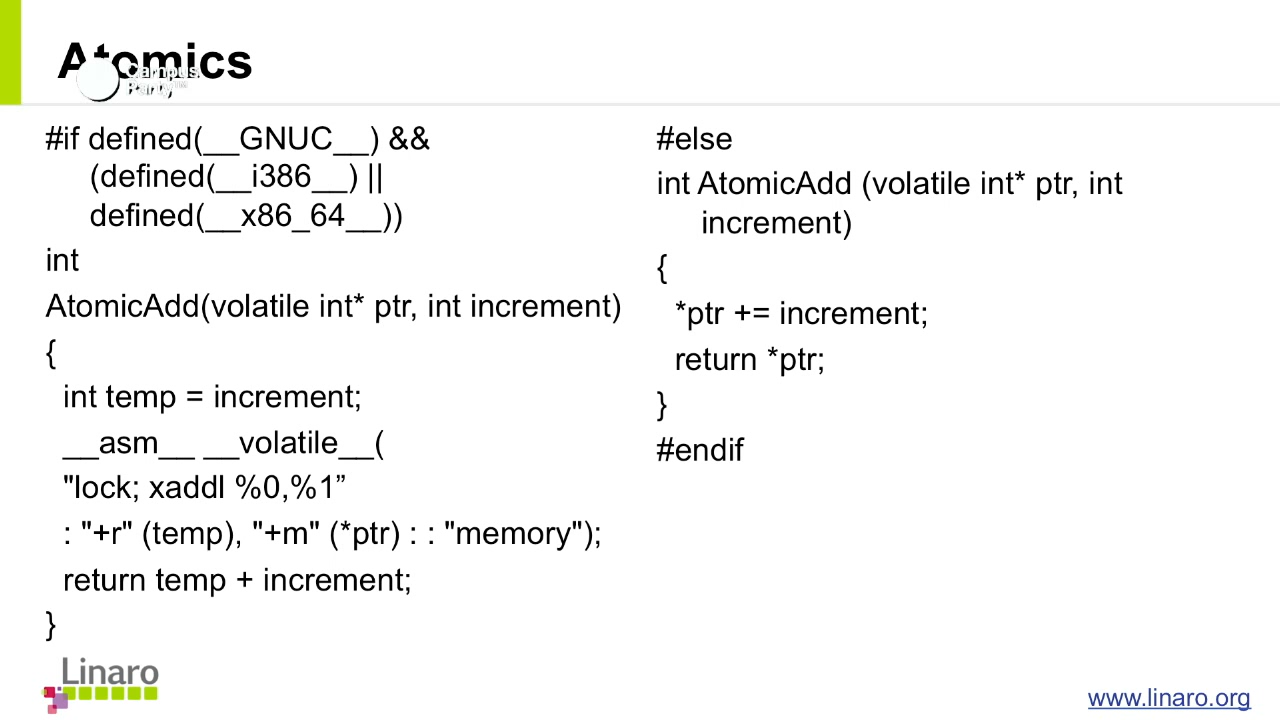 Atomics
Campus
Party™
#if defined(__GNUC__) &&
(defined(__i386__) ||
defined(__x86_64__))
int
AtomicAdd(volatile int* ptr, int increment)
{
int temp = increment;
__asm__ __volatile__(
"lock; xaddl %0,%1”
: "+r" (temp), "+m" (*ptr) : : "memory");
return temp + increment;
}
#else
int AtomicAdd (volatile int* ptr, int
increment)
{
*ptr += increment;
return *ptr;
}
#endif
Linaro
www.linaro.org